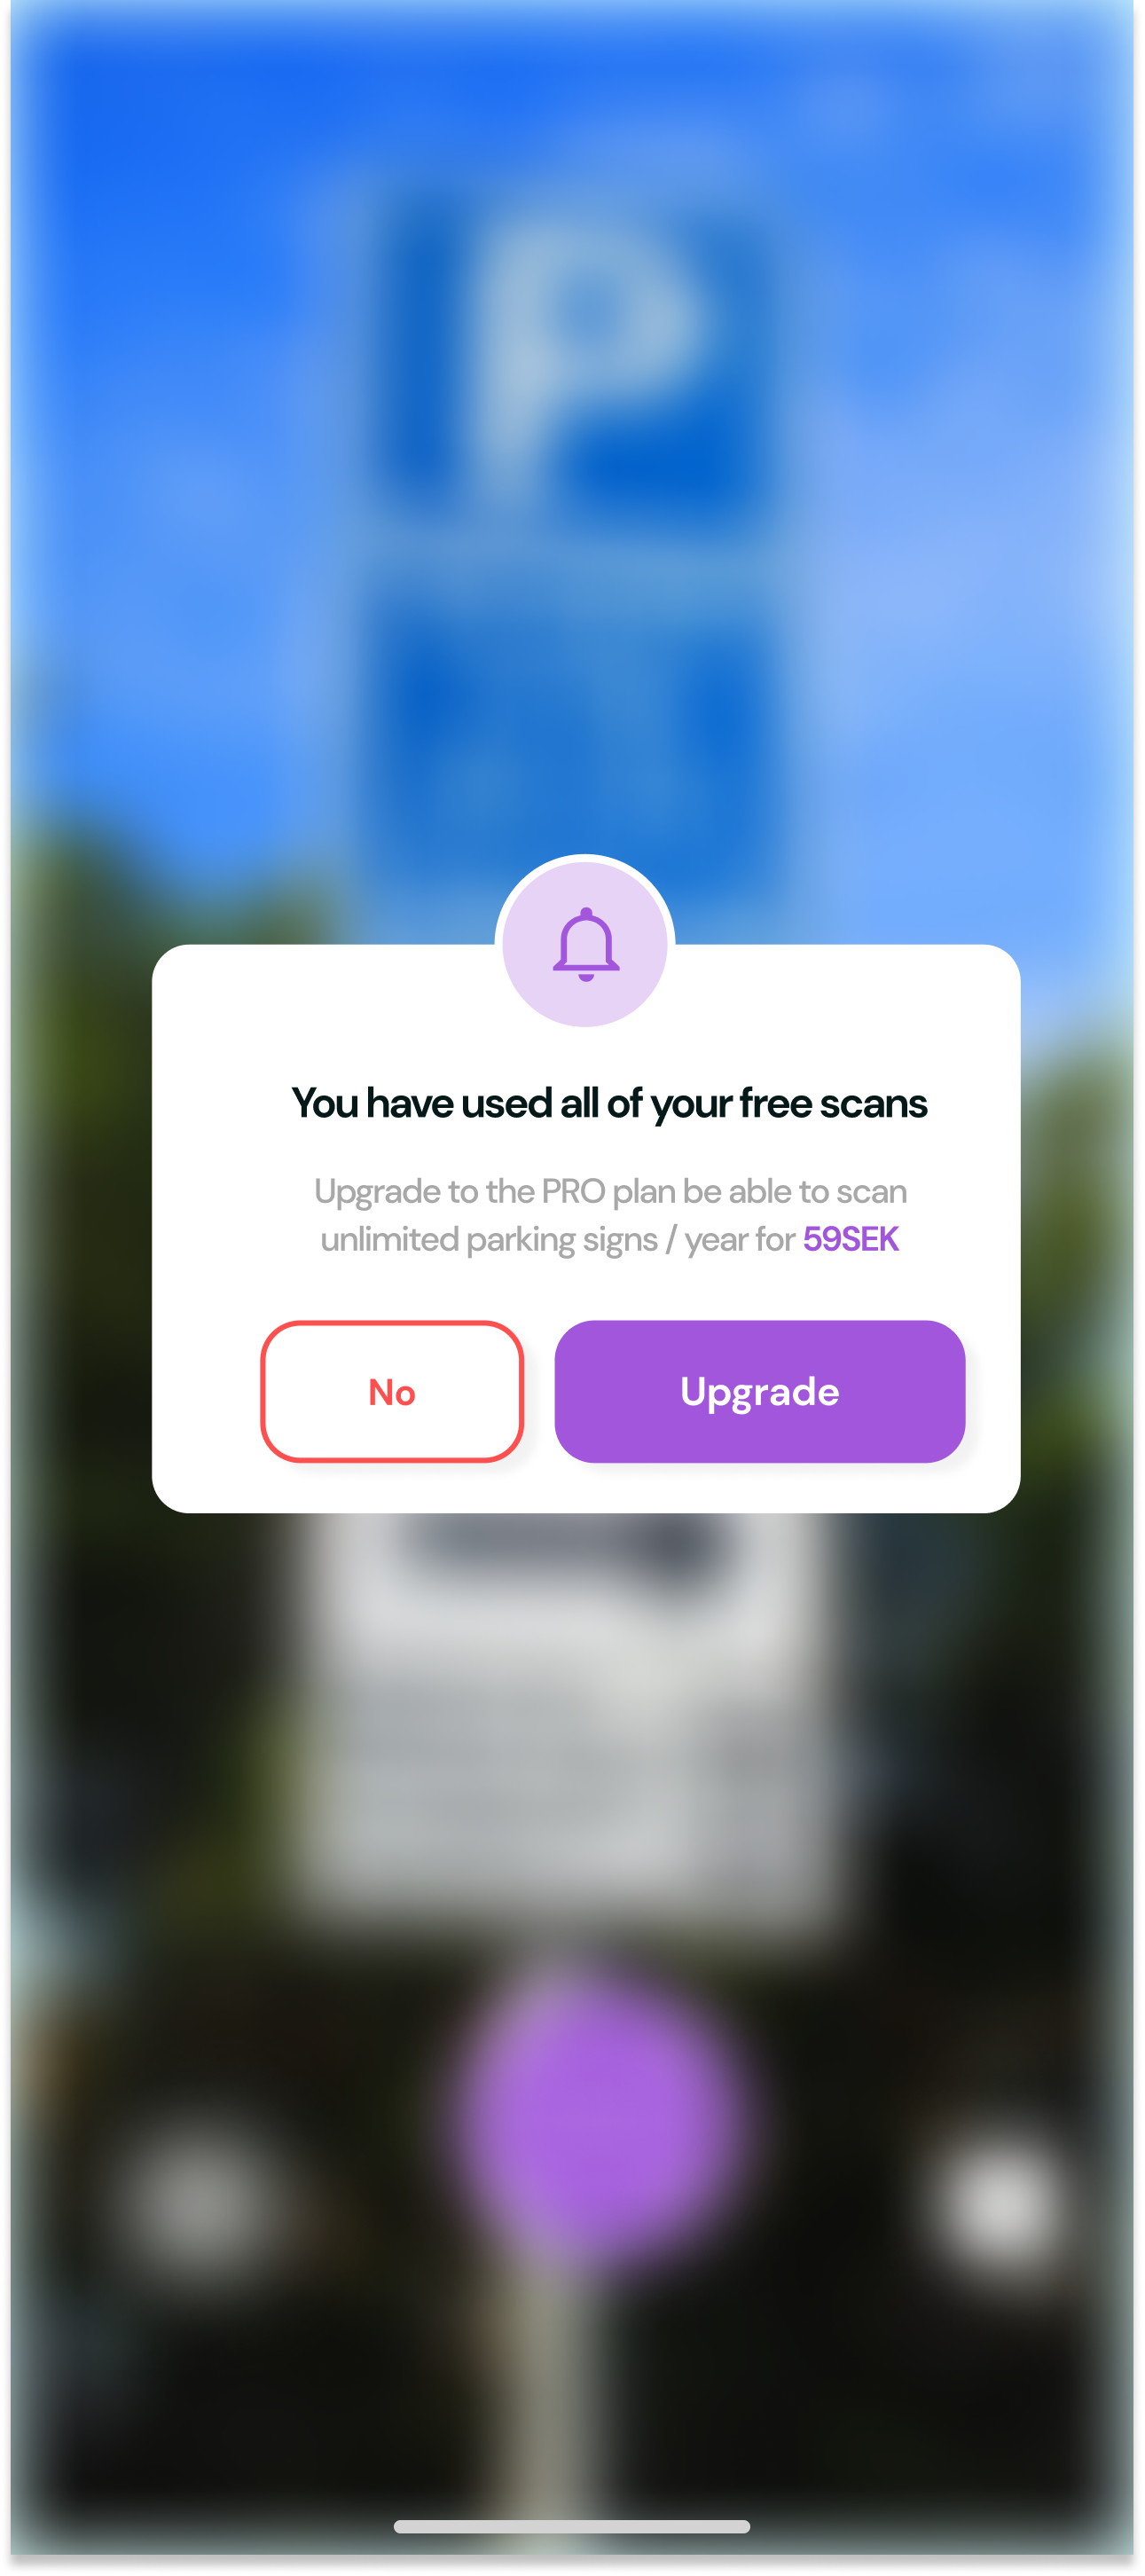 You have used all of your free scans
Upgrade to the PRO plan be able to scan
unlimited parking signs / year for 59SEK
No
Upgrade